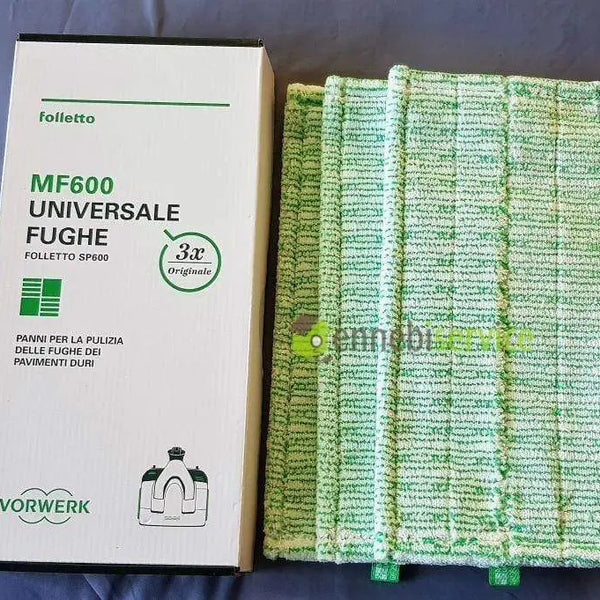 folletto
MF600
UNIVERSALE
FUGHE
FOLLETTO SP600
3x
Originale
PANNI PER LA PULIZIA
DELLE FUGHE DEI
PAVIMENTI DURI
VORWERK
ennebiservice